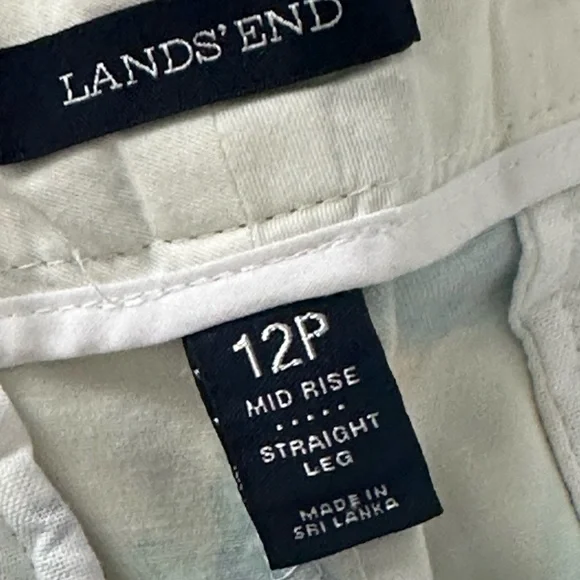 LANDS' END
12P
MID RISE
.....
STRAIGHT
LEG
MADE IN
SRI LANKA